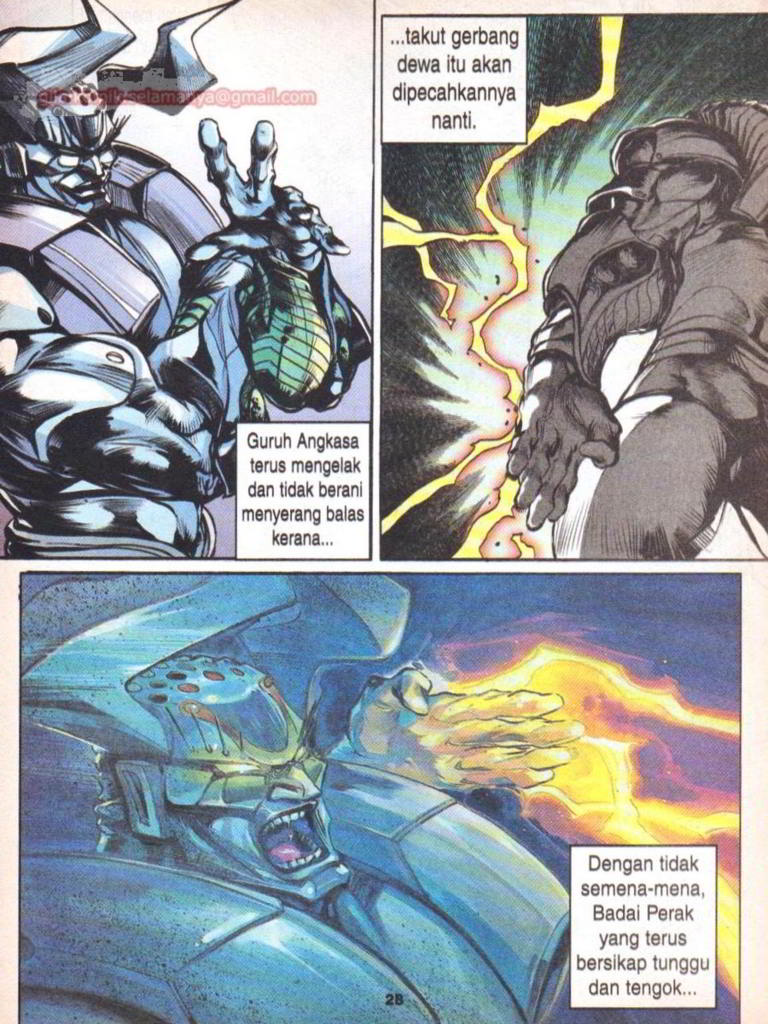 Guruh Angkasa
terus mengelak
dan tidak berani
menyerang balas
kerana...
...takut gerbang
dewa itu akan
dipecahkannya
nanti.
Dengan tidak
semena-mena,
Badai Perak
yang terus
bersikap tunggu
dan tengok...
28